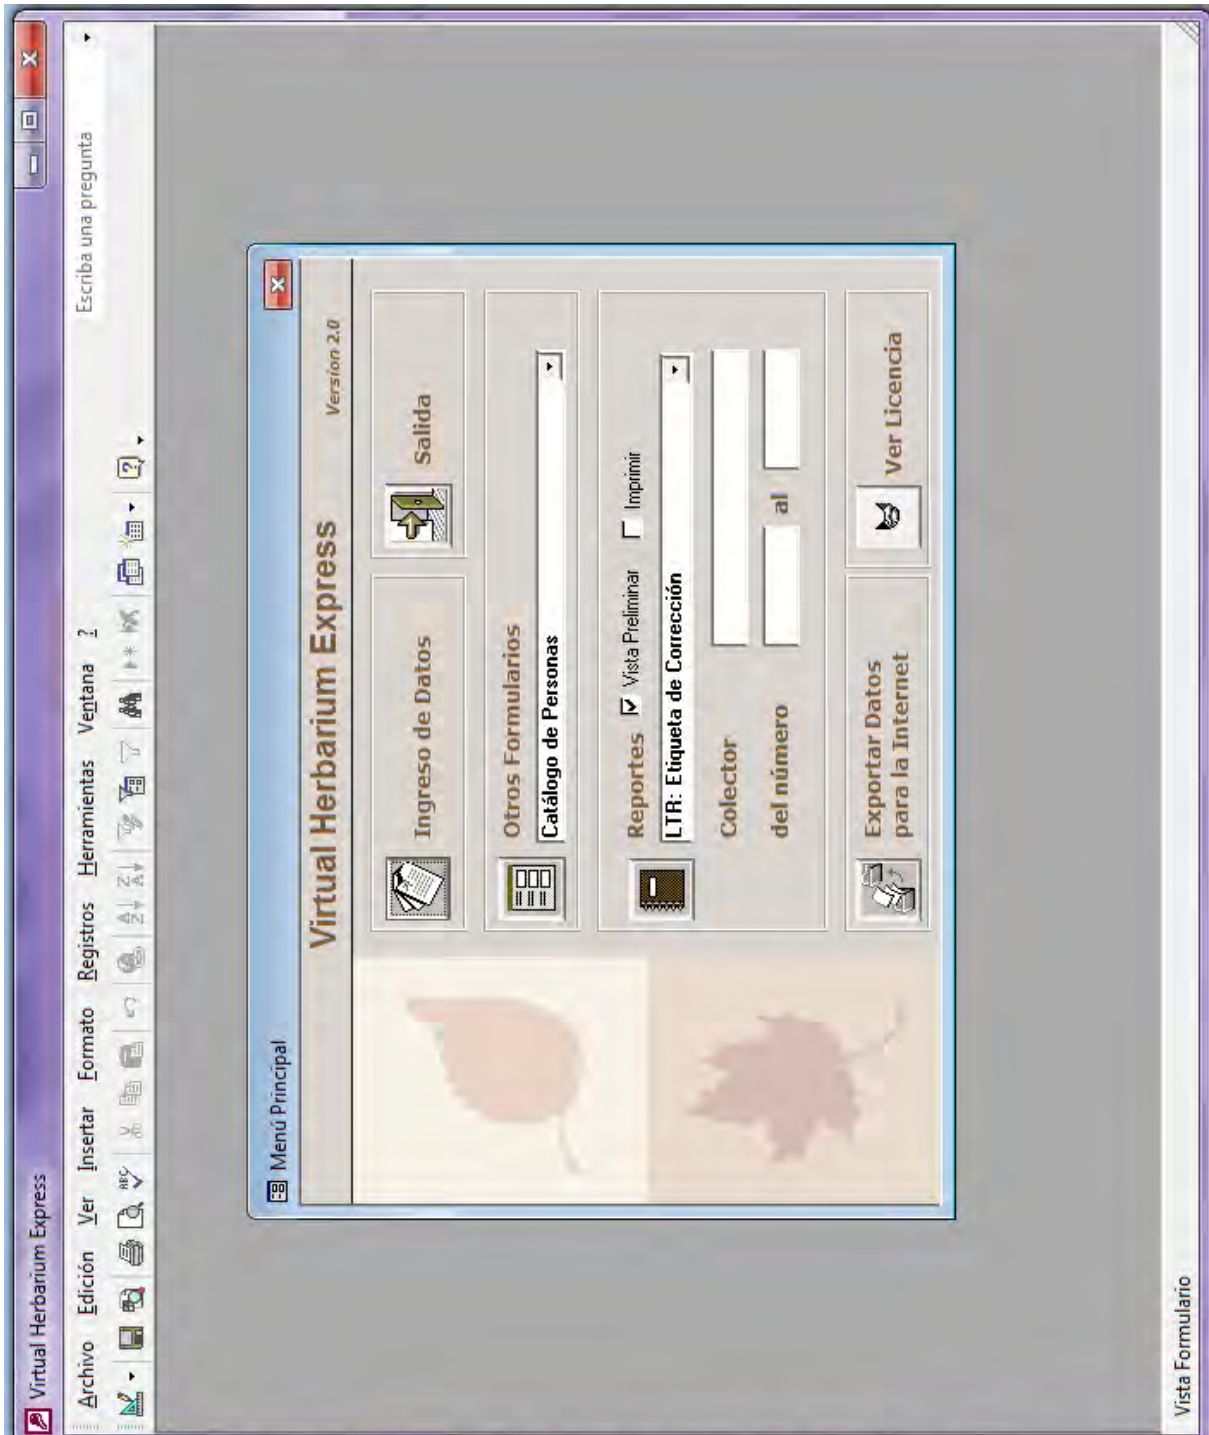 Virtual Herbarium Express
Archivo Edición Ver Insertar Formato Registros Herramientas Ventana ?
Escriba una pregunta
Menú Principal
Virtual Herbarium Express
Version 2.0
Ingreso de Datos
Salida
Otros Formularios
Catálogo de Personas
Reportes Vista Preliminar Imprimir
LTR: Etiqueta de Corrección
Colector
del número al
Exportar Datos
para la Internet
Ver Licencia
Vista Formulario